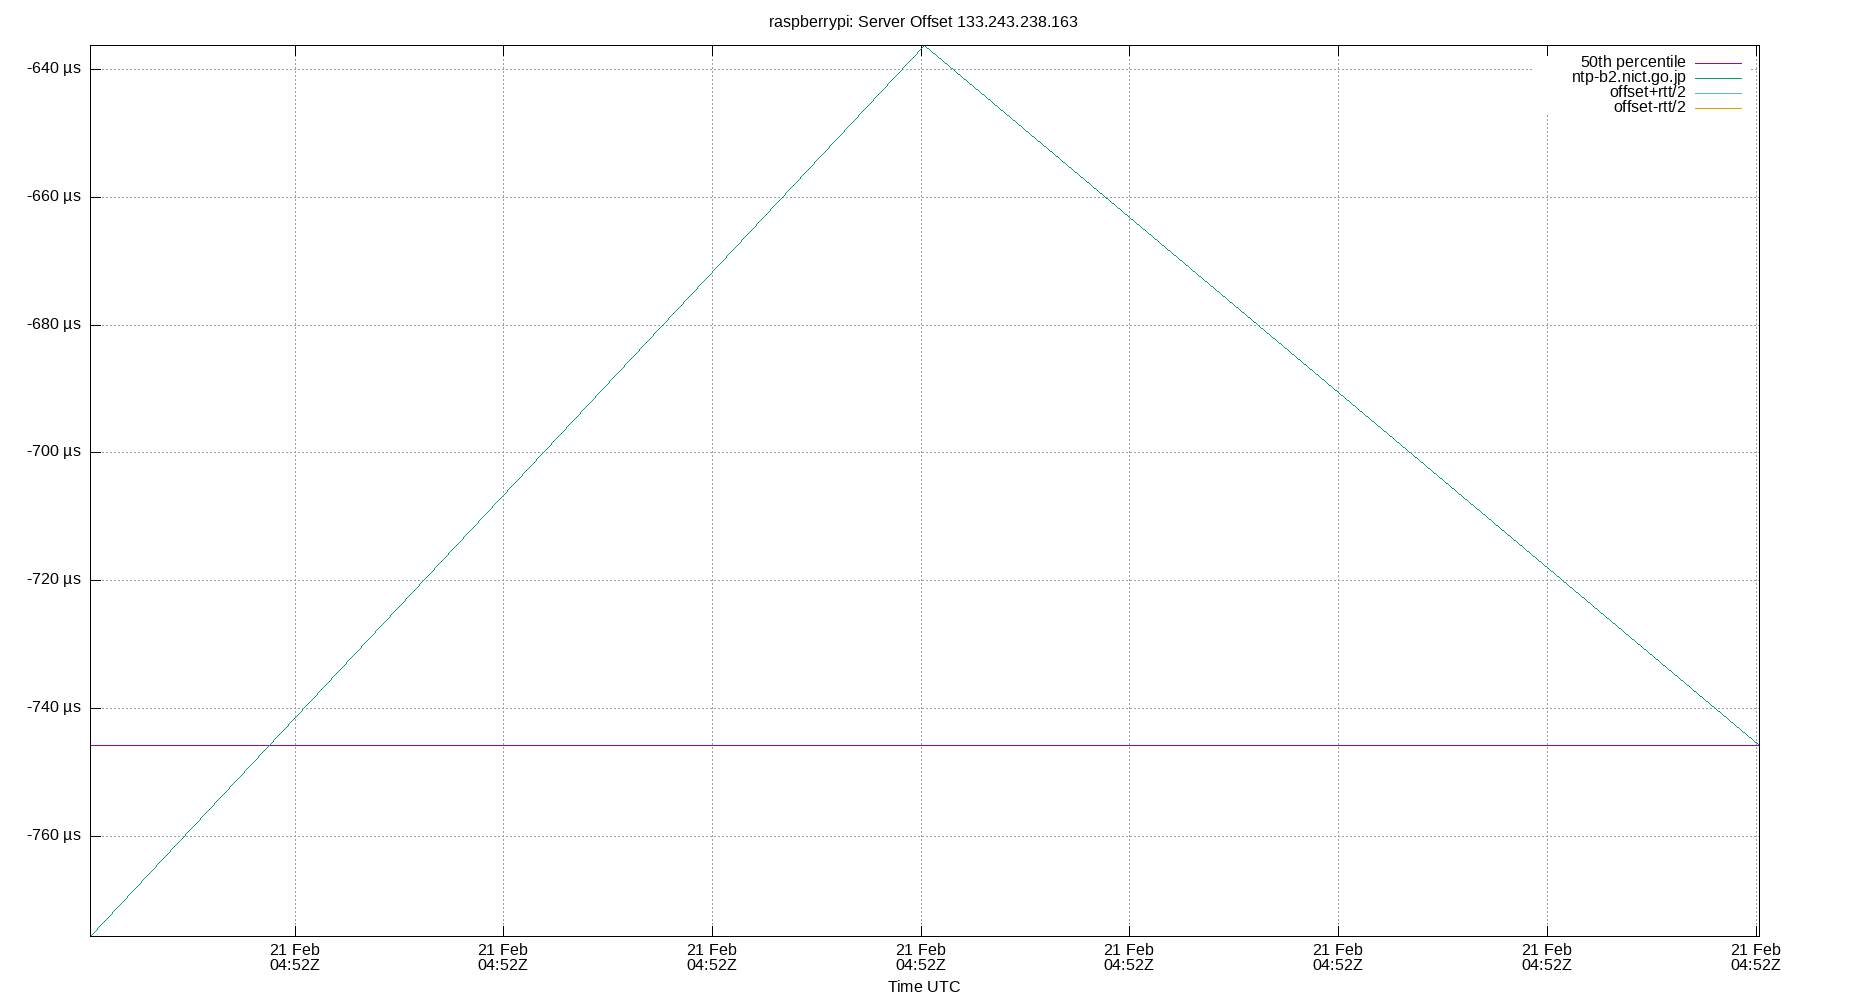 raspberrypi: Server Offset 133.243.238.163
50th percentile
ntp-b2.nict.go.jp
offset+rtt/2
offset-rtt/2
-640 µs
-660 µs
-680 µs
-700 µs
-720 µs
-740 µs
-760 µs
21 Feb 21 Feb 21 Feb 21 Feb 21 Feb 21 Feb 21 Feb 21 Feb
04:52Z 04:52Z 04:52Z 04:52Z 04:52Z 04:52Z 04:52Z 04:52Z
Time UTC